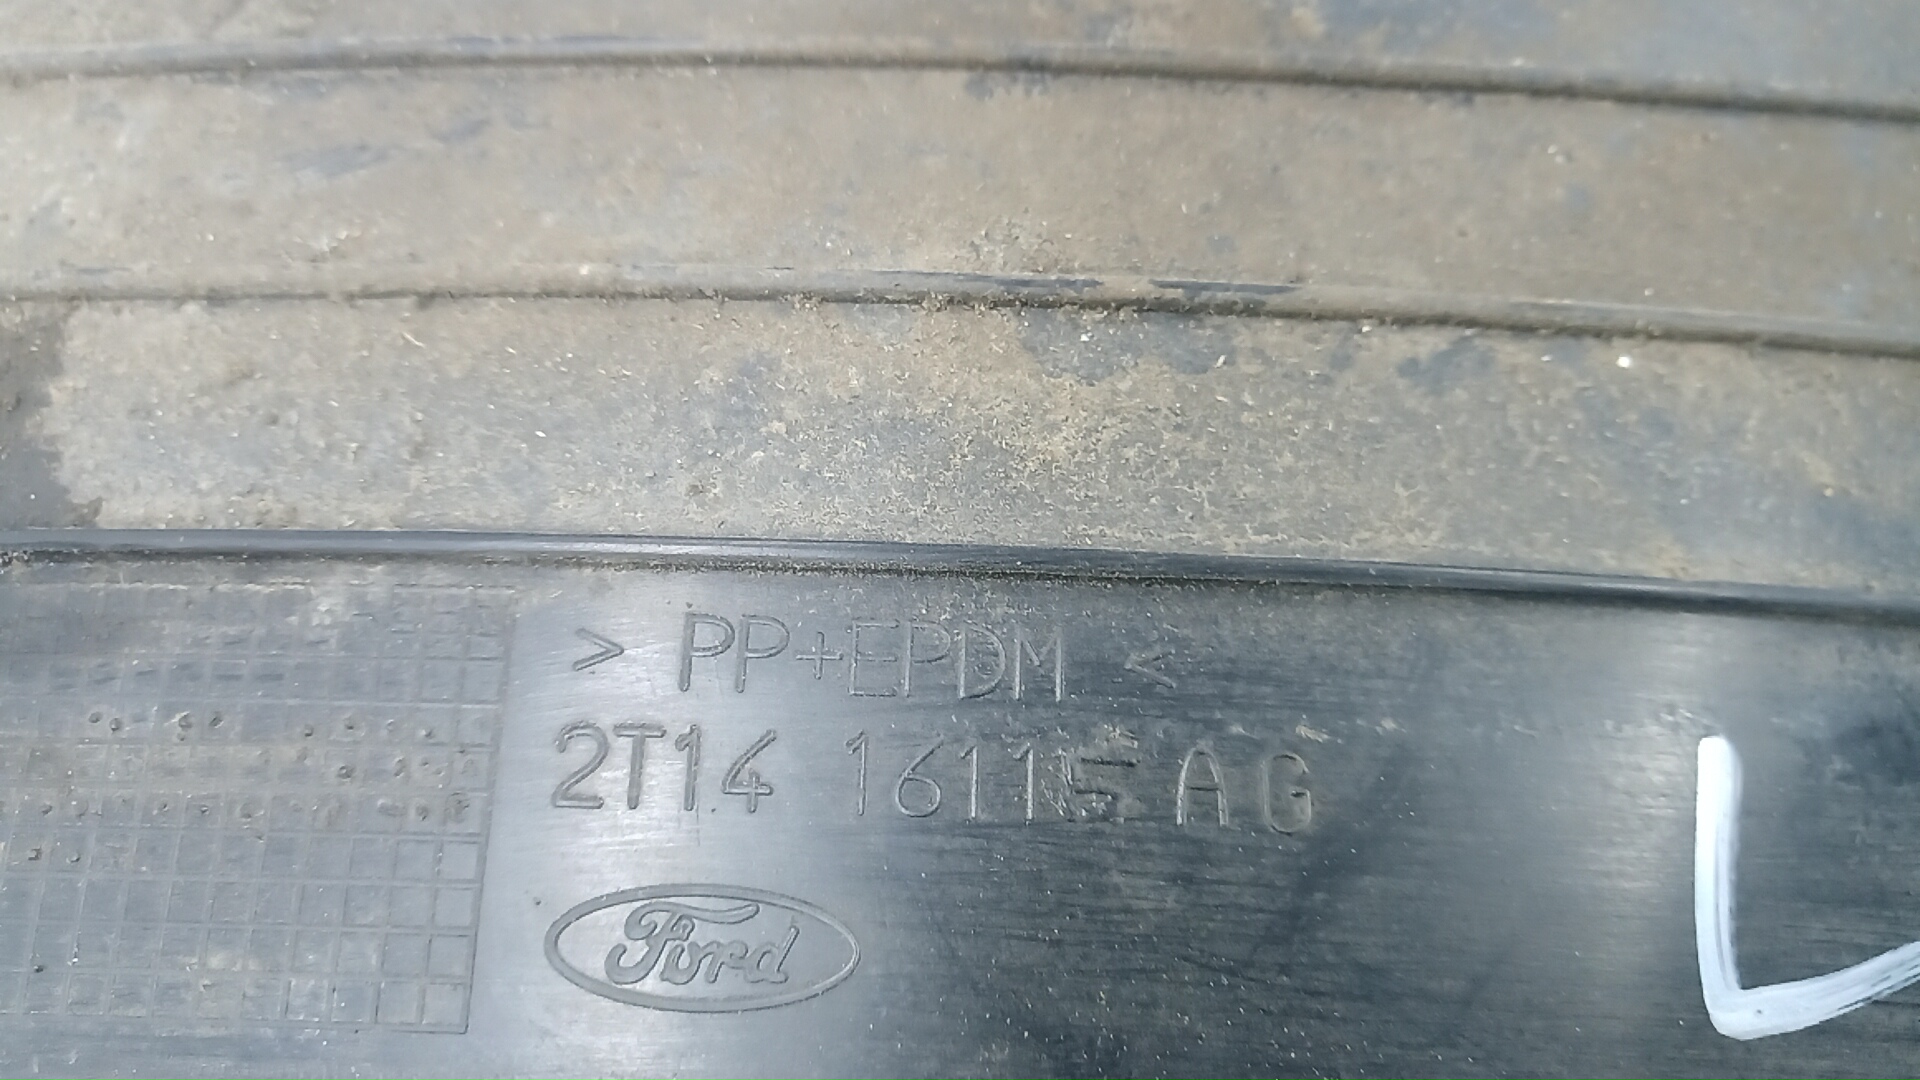 > PP+EPDM <
2T14 16115 AG
Ford
L